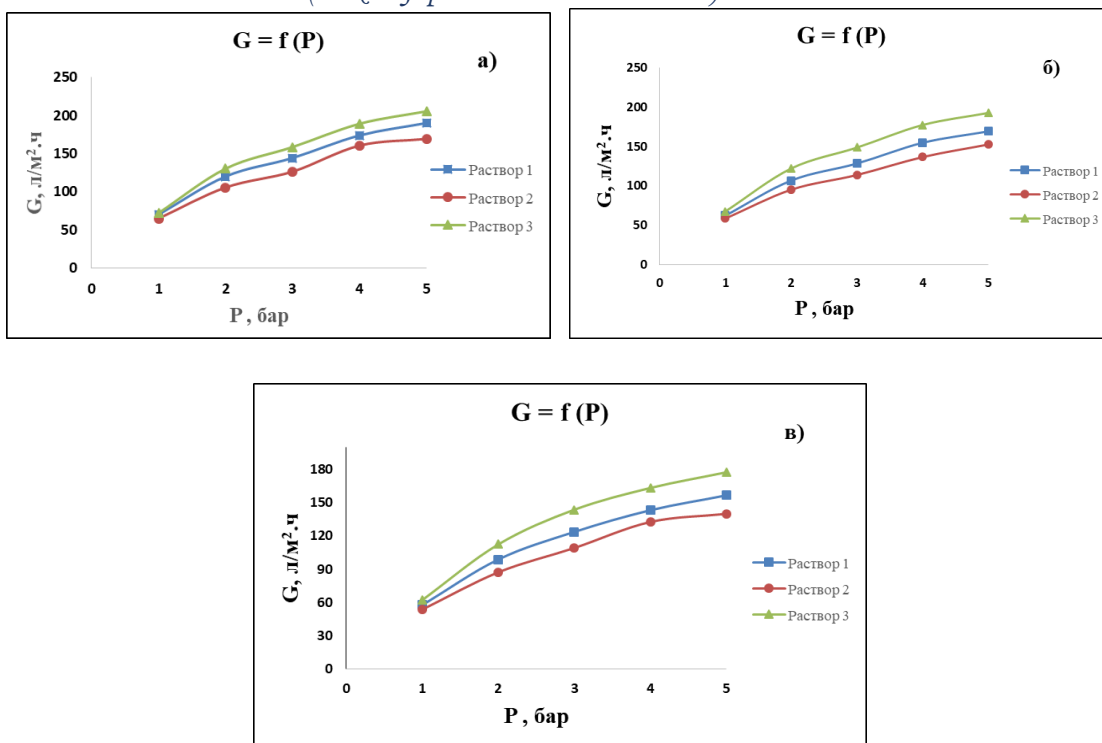 G = f (P)
а)
G, л/м².ч
250
200
150
100
50
0
0 1 2 3 4 5
P , бар
Раствор 1
Раствор 2
Раствор 3
G = f (P)
б)
G, л/м².ч
250
200
150
100
50
0
0 1 2 3 4 5
P , бар
Раствор 1
Раствор 2
Раствор 3
G = f (P)
в)
G, л/м².ч
180
150
120
90
60
30
0
0 1 2 3 4 5
P , бар
Раствор 1
Раствор 2
Раствор 3